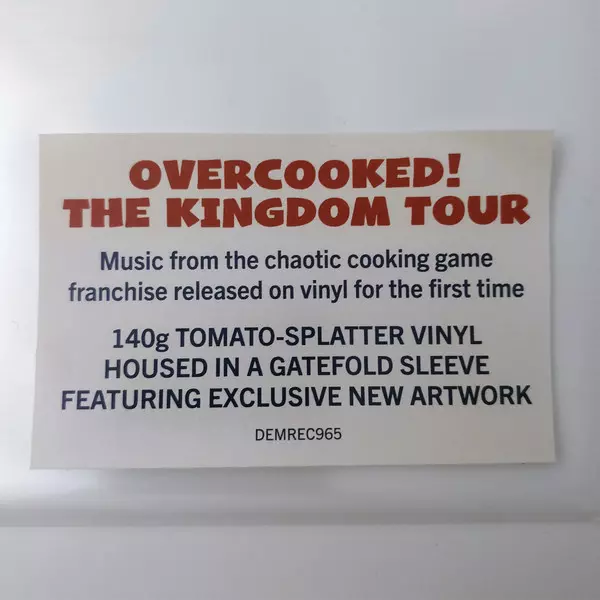 OVERCOOKED!
THE KINGDOM TOUR
Music from the chaotic cooking game
franchise released on vinyl for the first time
140g TOMATO-SPLATTER VINYL
HOUSED IN A GATEFOLD SLEEVE
FEATURING EXCLUSIVE NEW ARTWORK
DEMREC965